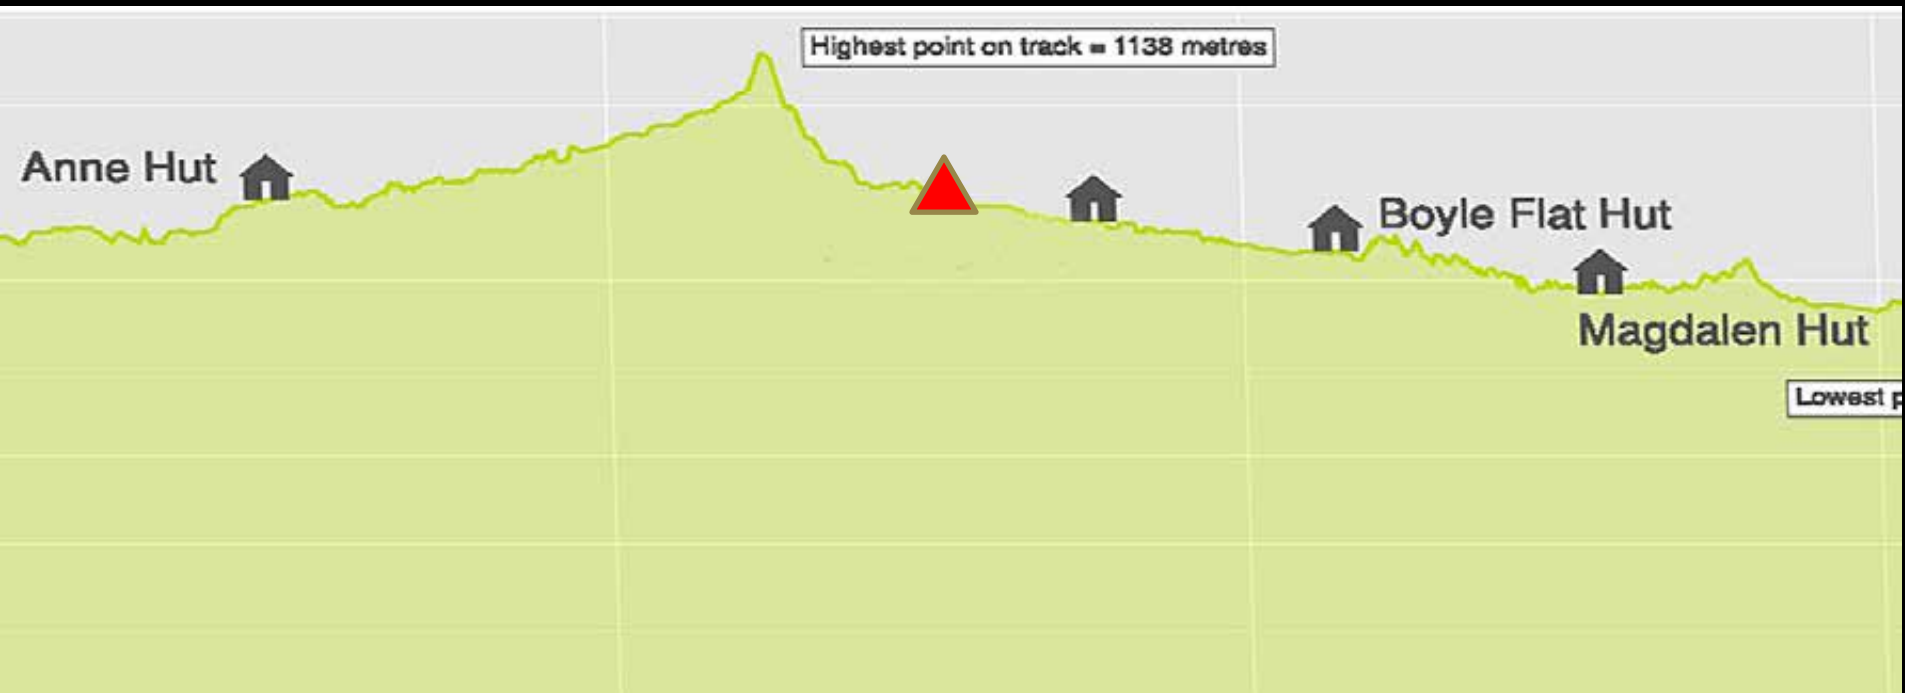 Highest point on track = 1138 metres
Anne Hut
Boyle Flat Hut
Magdalen Hut
Lowest